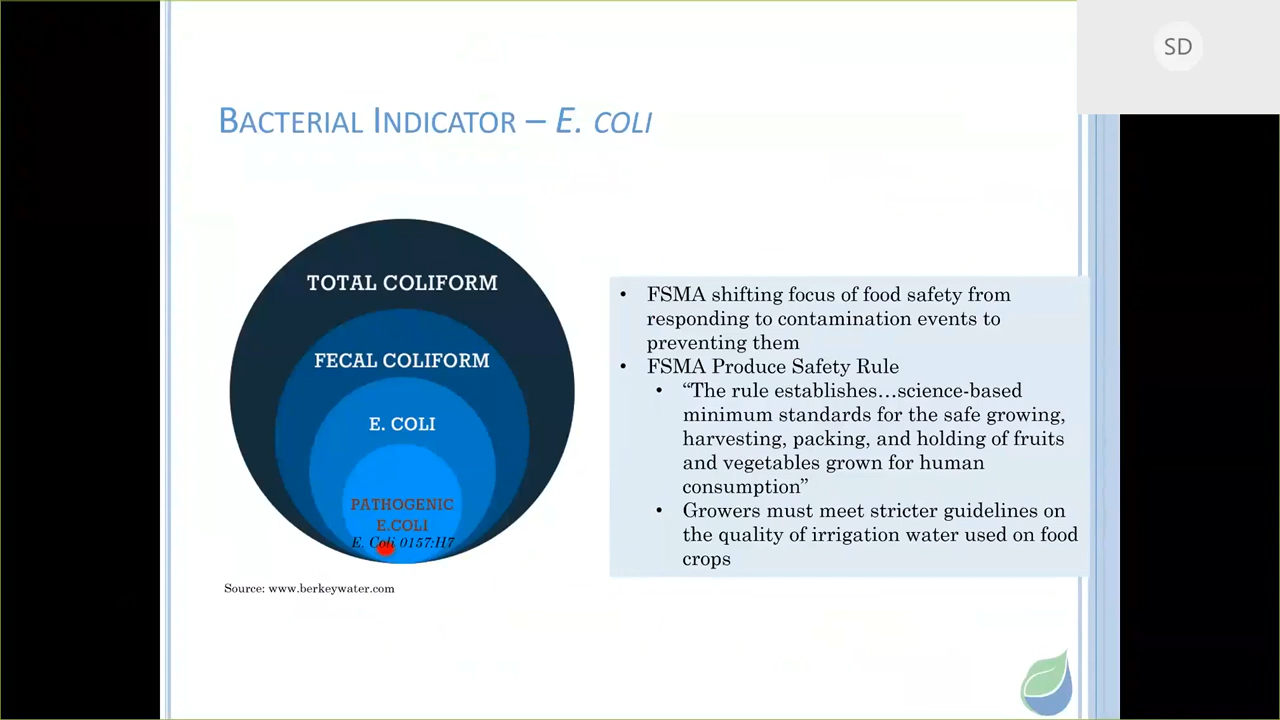 SD
BACTERIAL INDICATOR – E. COLI
TOTAL COLIFORM
FECAL COLIFORM
E. COLI
PATHOGENIC
E.COLI
E. Coli 0157:H7
Source: www.berkeywater.com
• FSMA shifting focus of food safety from
responding to contamination events to
preventing them
• FSMA Produce Safety Rule
• “The rule establishes…science-based
minimum standards for the safe growing,
harvesting, packing, and holding of fruits
and vegetables grown for human
consumption”
• Growers must meet stricter guidelines on
the quality of irrigation water used on food
crops